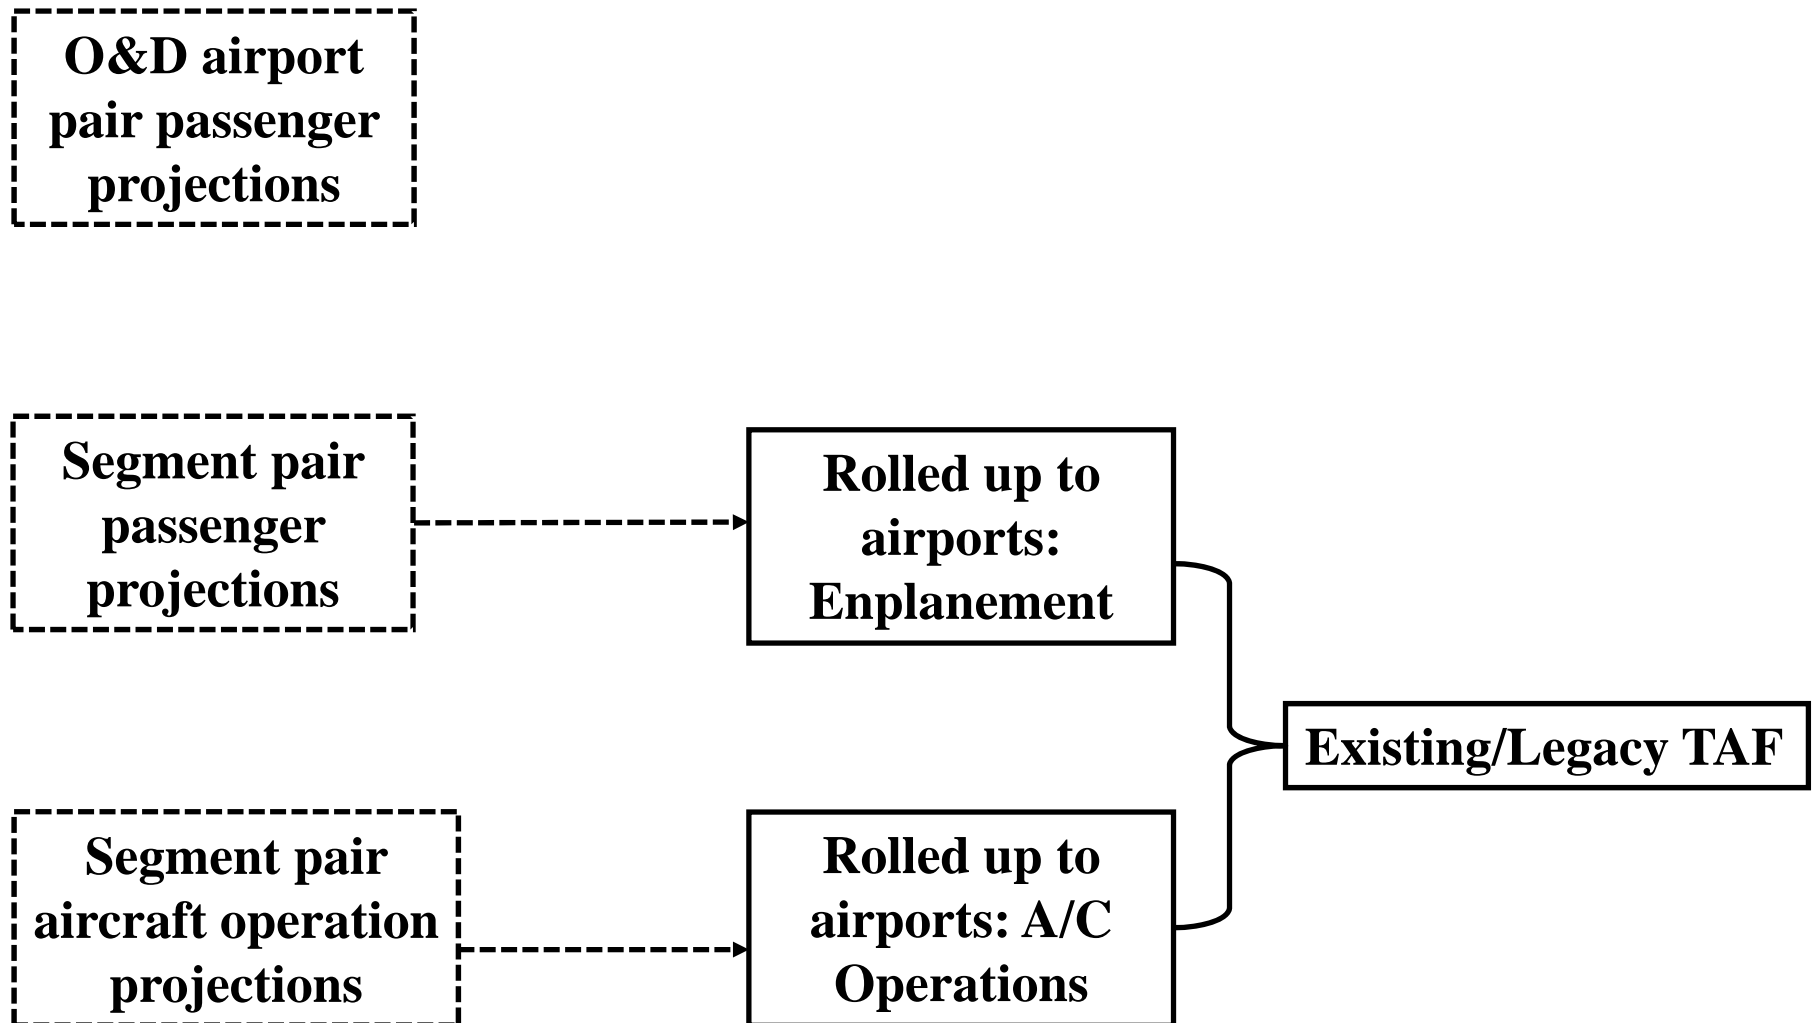 O&D airport
pair passenger
projections
Segment pair
passenger
projections
Rolled up to
airports:
Enplanement
Existing/Legacy TAF
Segment pair
aircraft operation
projections
Rolled up to
airports: A/C
Operations